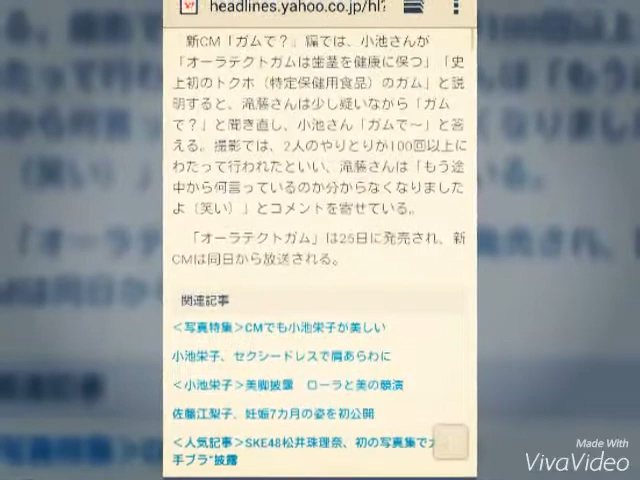 headlines.yahoo.co.jp/hl?
新CM「ガムで？」編では、小池さんが
「オーラテクトガムは歯茎を健康に保つ」「史
上初のトクホ（特定保健用食品）のガム」と説
明すると、滝藤さんは少し疑いながら「ガム
で？」と聞き直し、小池さん「ガムで〜」と答
える。撮影では、2人のやりとりが100回以上に
わたって行われたといい、滝藤さんは「もう途
中から何言っているのか分からなくなりました
よ（笑い）」とコメントを寄せている。
「オーラテクトガム」は25日に発売され、新
CMは同日から放送される。
関連記事
＜写真特集＞CMでも小池栄子が美しい
小池栄子、セクシードレスで肩あらわに
＜小池栄子＞美脚披露　ローラと美の競演
佐藤江梨子、妊娠7カ月の姿を初公開
＜人気記事＞SKE48松井珠理奈、初の写真集で
手ブラ"披露
Made With
VivaVideo